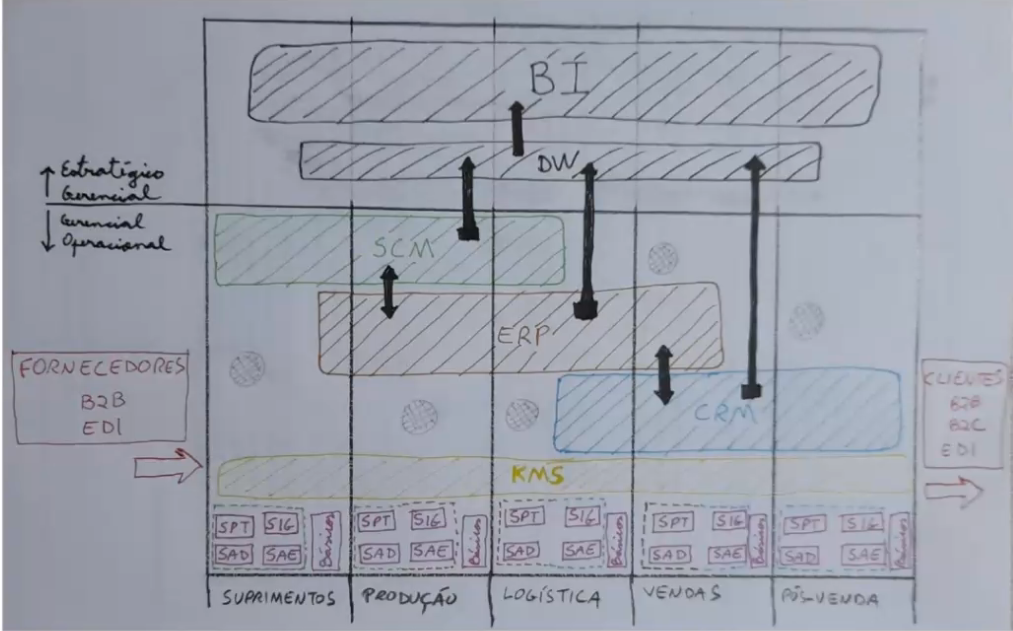 BI
DW
Estratégico
Gerencial
Gerencial
Operacional
SCM
ERP
FORNECEDORES
B2B
EDI
CLIENTES
B2B
B2C
EDI
CRM
KMS
SPT SIG Básicos SPT SIG Básicos SPT SIG Básicos SPT SIG Básicos SPT SIG Básicos
SAD SAE SAD SAE SAD SAE SAD SAE SAD SAE
SUPRIMENTOS PRODUÇÃO LOGÍSTICA VENDAS PÓS-VENDA